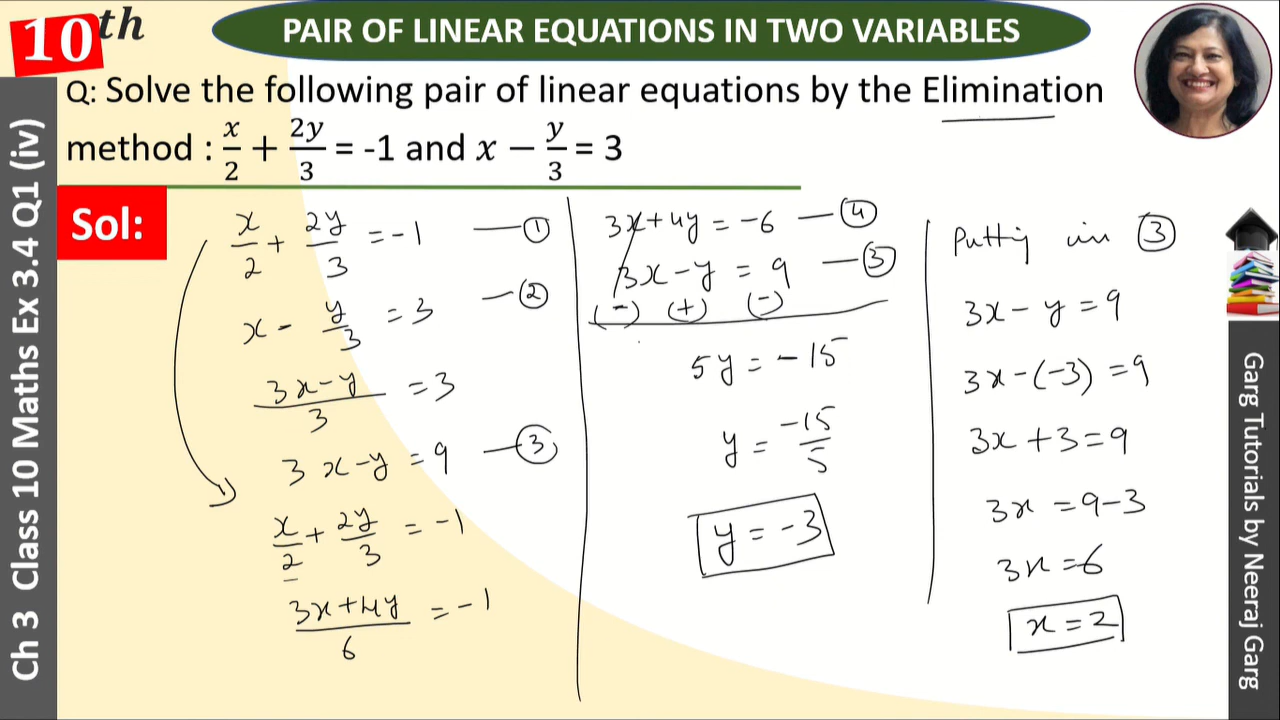 10th
PAIR OF LINEAR EQUATIONS IN TWO VARIABLES
Q: Solve the following pair of linear equations by the Elimination
method : x/2 + 2y/3 = -1 and x − y/3 = 3
Sol:
x/2 + 2y/3 = -1 — ①
x - y/3 = 3 — ②
(3x-y)/3 = 3
3x-y = 9 — ③
x/2 + 2y/3 = -1
(3x+4y)/6 = -1
3x+4y = -6 — ④
3x-y = 9 — ③
(-) (+) (-)
5y = -15
y = -15/5
y = -3
Putting in ③
3x-y = 9
3x-(-3) = 9
3x+3 = 9
3x = 9-3
3x = 6
x = 2
Ch 3 Class 10 Maths Ex 3.4 Q1 (iv)
Garg Tutorials by Neeraj Garg